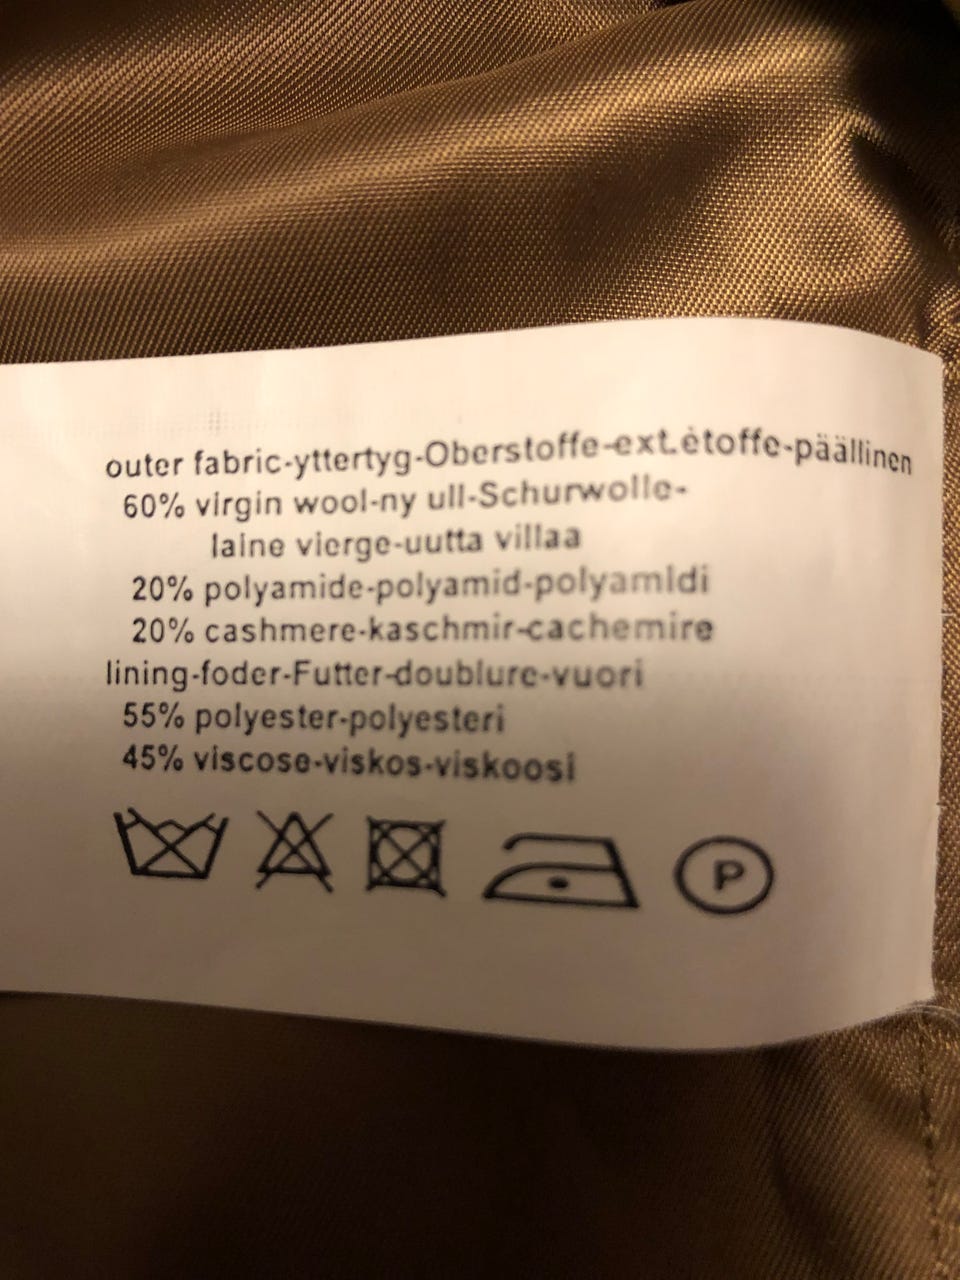 outer fabric-yttertyg-Oberstoffe-ext.ètoffe-päällinen
60% virgin wool-ny ull-Schurwolle-
laine vierge-uutta villaa
20% polyamide-polyamid-polyamidi
20% cashmere-kaschmir-cachemire
lining-foder-Futter-doublure-vuori
55% polyester-polyesteri
45% viscose-viskos-viskoosi
P